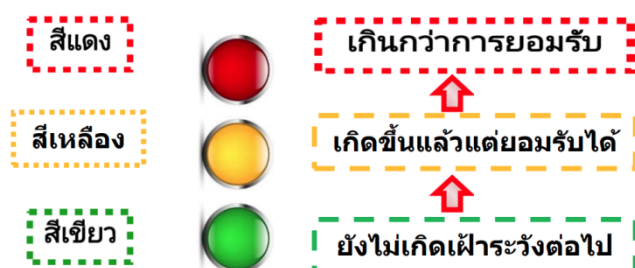 สีแดง
เกินกว่าการยอมรับ
สีเหลือง
เกิดขึ้นแล้วแต่ยอมรับได้
สีเขียว
ยังไม่เกิดเฝ้าระวังต่อไป